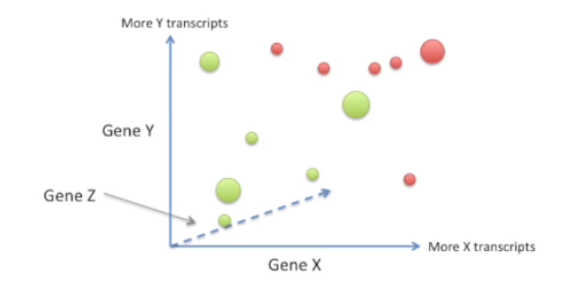 More Y transcripts
Gene Y
Gene Z
More X transcripts
Gene X